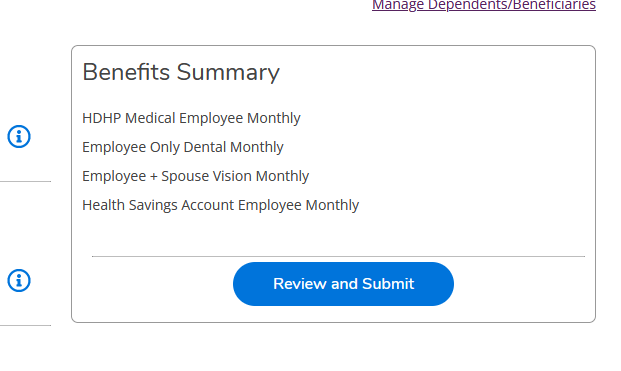 Manage Dependents/Beneficiaries
Benefits Summary
HDHP Medical Employee Monthly
Employee Only Dental Monthly
Employee + Spouse Vision Monthly
Health Savings Account Employee Monthly
Review and Submit